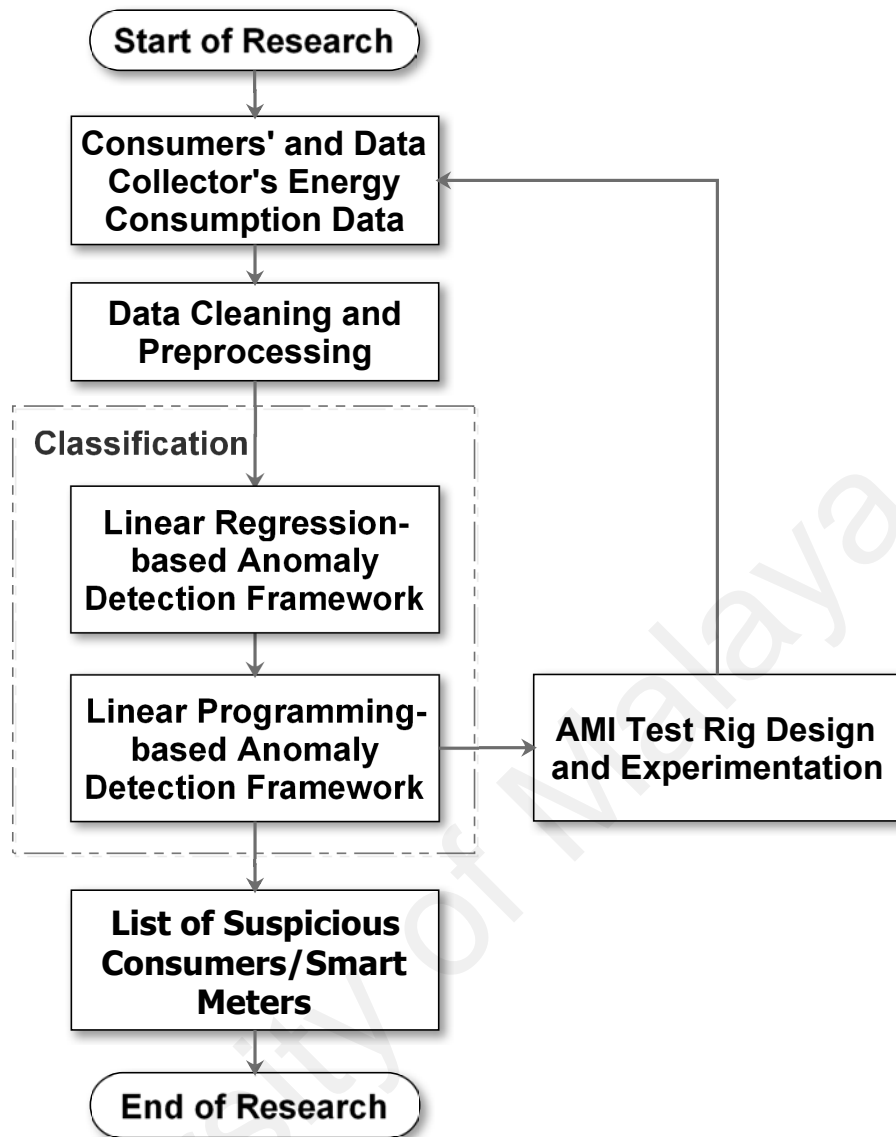 Start of Research
Consumers' and Data
Collector's Energy
Consumption Data
Data Cleaning and
Preprocessing
Classification
Linear Regression-
based Anomaly
Detection Framework
Linear Programming-
based Anomaly
Detection Framework
AMI Test Rig Design
and Experimentation
List of Suspicious
Consumers/Smart
Meters
End of Research
of Malaya